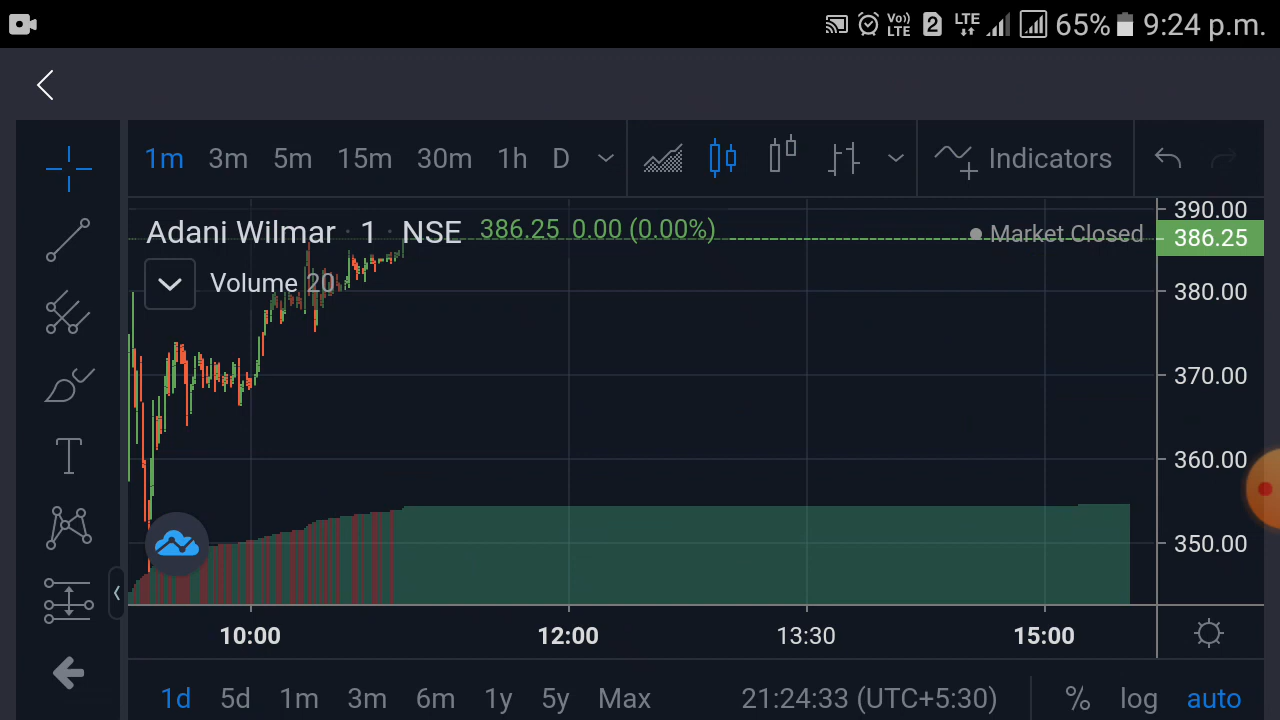 Vo)) LTE 2 LTE 65% 9:24 p.m.
1m 3m 5m 15m 30m 1h D Indicators
Adani Wilmar · 1 · NSE 386.25 0.00 (0.00%)
Market Closed
Volume 20
390.00
386.25
380.00
370.00
360.00
350.00
10:00 12:00 13:30 15:00
T
1d 5d 1m 3m 6m 1y 5y Max 21:24:33 (UTC+5:30) % log auto